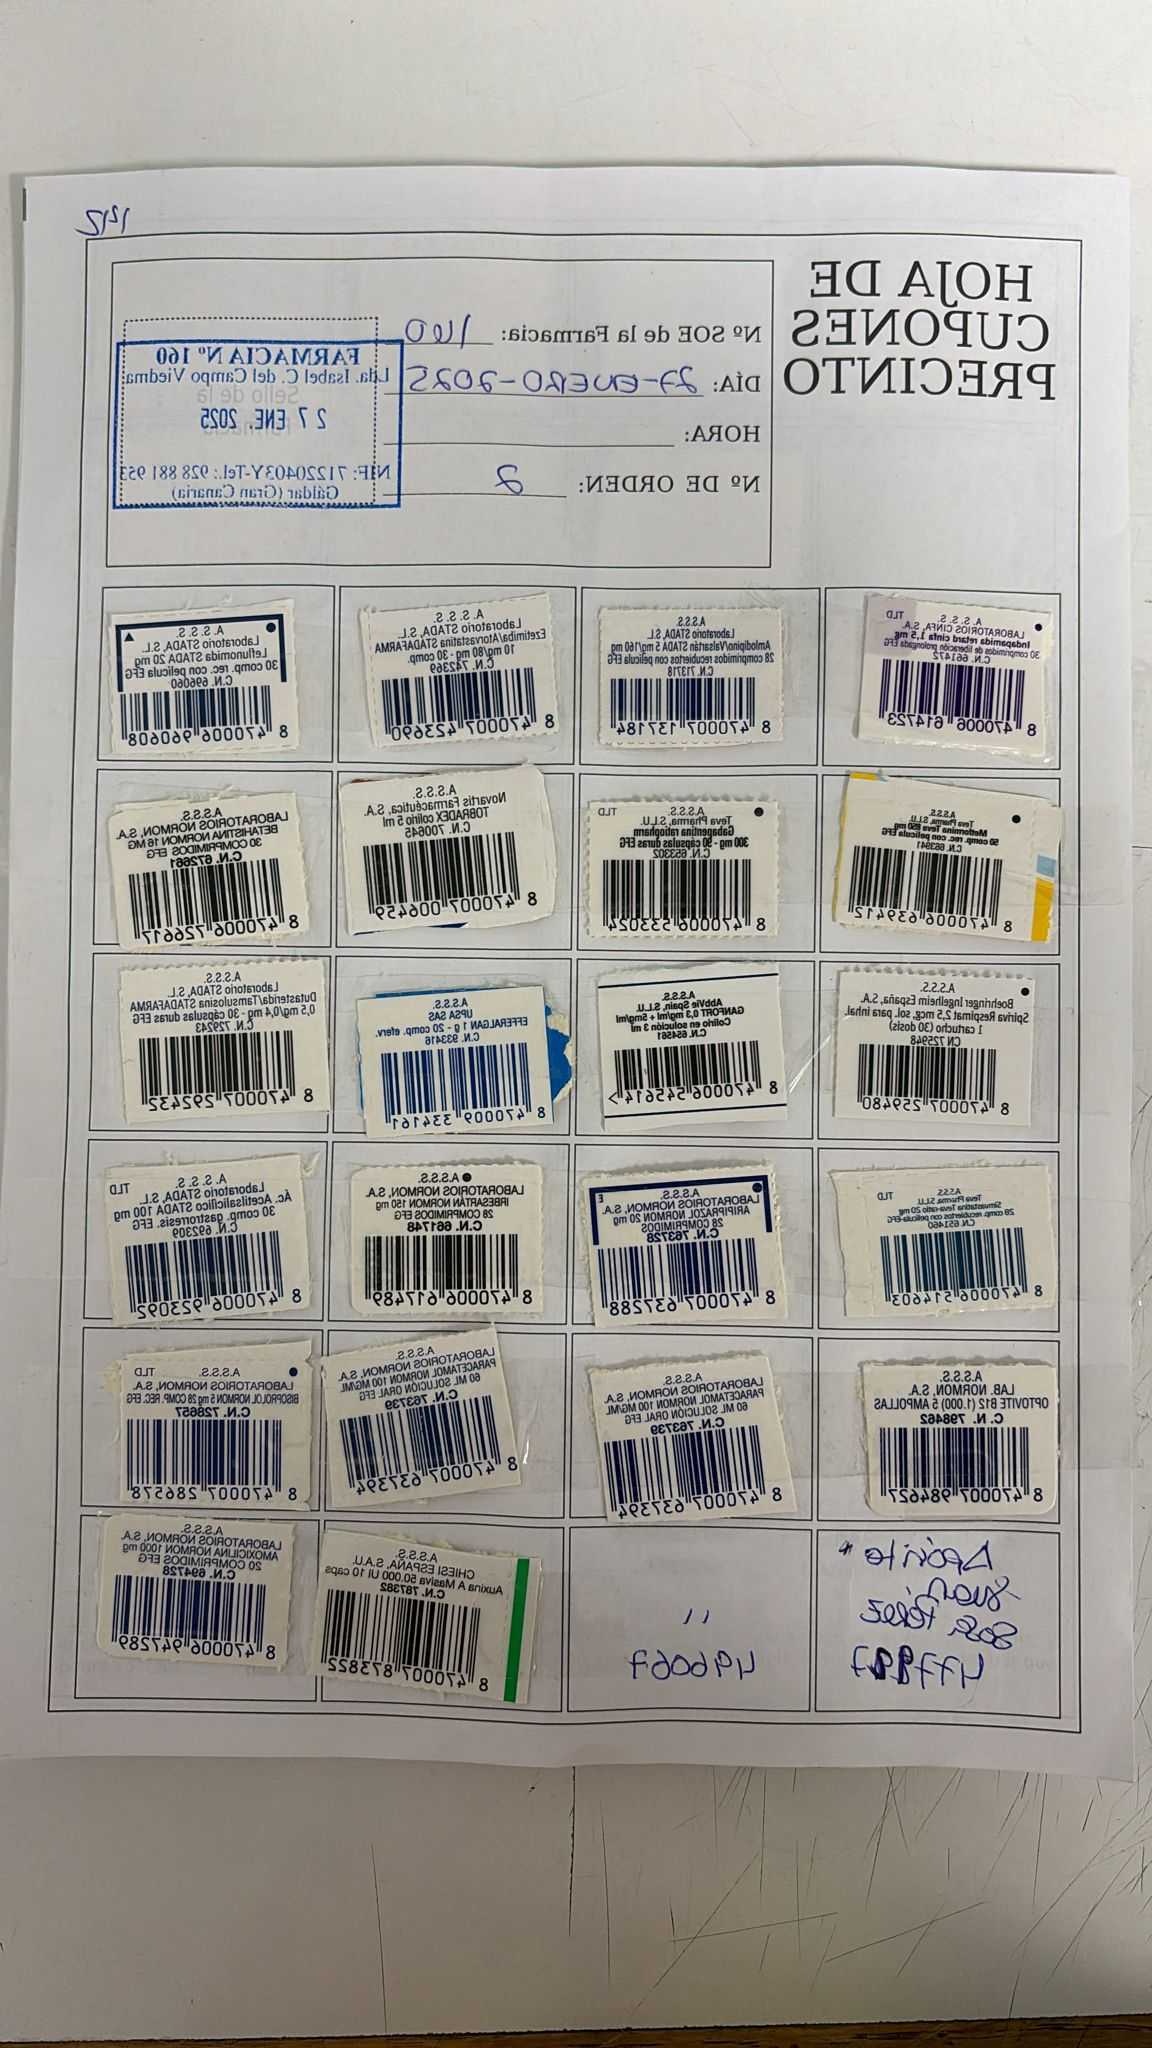 HOJA DE
CUPONES
PRECINTO
Nº SOE de la Farmacia: 160
DÍA: 27-ENERO-2025
HORA:
Nº DE ORDEN: 2
FARMACIA Nº 160
Lda. Isabel C. del Campo Viedma
Sello de la
Farmacia
27 ENE. 2025
NIF: 71220403Y-Tel.: 928 881 953
Gáldar (Gran Canaria)
TLD
A.S.S.S.
LABORATORIOS CINFA, S.A.
Indapamida retard cinfa 1,5 mg
30 comprimidos de liberación prolongada EFG
C.N. 661472
8 470006 614723
A.S.S.S.
Laboratorio STADA, S.L.
Amlodipino/Valsartán STADA 5 mg/160 mg
28 comprimidos recubiertos con película EFG
C.N. 713718
8 470007 137184
A.S.S.S.
Laboratorio STADA, S.L.
Ezetimida/Atorvastatina STADAFARMA
10 mg/80 mg - 30 comp.
C.N. 742369
8 470007 423690
A.S.S.S.
Laboratorio STADA, S.L.
Leflunomida STADA 20 mg
30 comp. rec. con película EFG
C.N. 696060
8 470006 960608
A.S.S.S.
Teva Pharma, S.L.U.
Metformina Teva 850 mg
50 comp. rec. con película EFG
C.N. 663941
8 470006 639412
TLD
A.S.S.S.
Teva Pharma, S.L.U.
Gabapentina ratiopharm
300 mg - 90 cápsulas duras EFG
C.N. 653302
8 470006 533024
A.S.S.S.
Novartis Farmacéutica, S.A.
TOBRADEX colirio 5 ml
C.N. 700645
8 470007 006459
A.S.S.S.
LABORATORIOS NORMON, S.A.
BETAHISTINA NORMON 16 MG
30 COMPRIMIDOS EFG
C.N. 672661
8 470006 726617
A.S.S.S.
Boehringer Ingelheim España, S.A.
Spiriva Respimat 2,5 mcg, sol. para inhal.
1 cartucho (30 dosis)
CN 725948
8 470007 259480
A.S.S.S.
AbbVie Spain, S.L.U.
GANFORT 0,3 mg/ml + 5mg/ml
Colirio en solución 3 ml
C.N. 654561
8 470006 545614 >
A.S.S.S.
UPSA SAS
EFFERALGAN 1 g - 20 comp. eferv.
C.N. 933416
8 470009 334161
A.S.S.S.
Laboratorio STADA, S.L.
Dutasterida/Tamsulosina STADAFARMA
0,5 mg/0,4 mg - 30 cápsulas duras EFG
C.N. 729243
8 470007 292432
TLD
A.S.S.S.
Teva Pharma, S.L.U.
Simvastatina Teva-ratio 20 mg
28 comp. recubiertos con película EFG
C.N. 651460
8 470006 514603
E
A.S.S.S.
LABORATORIOS NORMON, S.A.
ARIPIPRAZOL NORMON 20 mg
28 COMPRIMIDOS
C.N. 763728
8 470007 637288
A.S.S.S.
LABORATORIOS NORMON, S.A.
IRBESARTÁN NORMON 150 mg
28 COMPRIMIDOS EFG
C.N. 661748
8 470006 617489
TLD
A.S.S.S.
Laboratorio STADA, S.L.
Ác. Acetilsalicílico STADA 100 mg
30 comp. gastrorresis. EFG
C.N. 692309
8 470006 923092
A.S.S.S.
LAB. NORMON, S.A.
OPTOVITE B12 (1.000) 5 AMPOLLAS
C.N. 798462
8 470007 984627
A.S.S.S.
LABORATORIOS NORMON, S.A.
PARACETAMOL NORMON 100 MG/ML
60 ML SOLUCIÓN ORAL EFG
C.N. 763739
8 470007 637394
A.S.S.S.
LABORATORIOS NORMON, S.A.
PARACETAMOL NORMON 100 MG/ML
60 ML SOLUCIÓN ORAL EFG
C.N. 763739
8 470007 637394
TLD
A.S.S.S.
LABORATORIOS NORMON, S.A.
BISOPROLOL NORMON 5 mg 28 COMP. REC. EFG
C.N. 728657
8 470007 286578
''
496067
A.S.S.S.
CHIESI ESPAÑA, S.A.U.
Auxina A Masiva 50.000 UI 10 caps
C.N. 787382
8 470007 873822
A.S.S.S.
LABORATORIOS NORMON, S.A.
AMOXICILINA NORMON 1000 mg
20 COMPRIMIDOS EFG
C.N. 694728
8 470006 947289